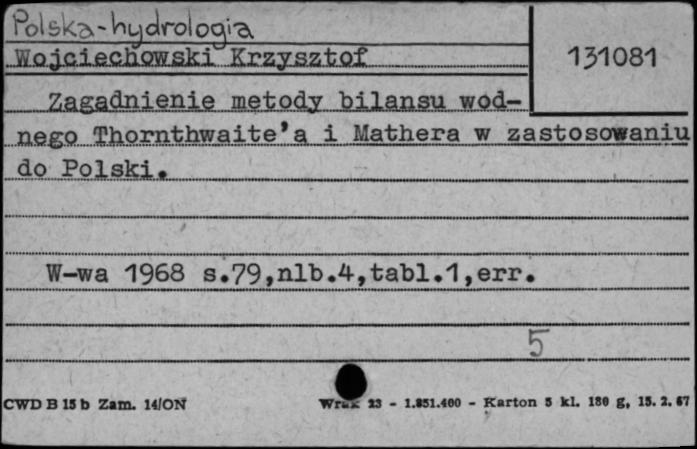 Polska-hydrologia
Wojciechowski Krzysztof
131081
Zagadnienie metody bilansu wod-
nego Thornthwaite'a i Mathera w zastosowaniu
do Polski.
W-wa 1968 s.79,nlb.4,tabl.1,err.
5
CWD B 15 b Zam. 14/ON
23 - 1.851.400 - Karton 5 kl. 180 g, 15. 2. 67